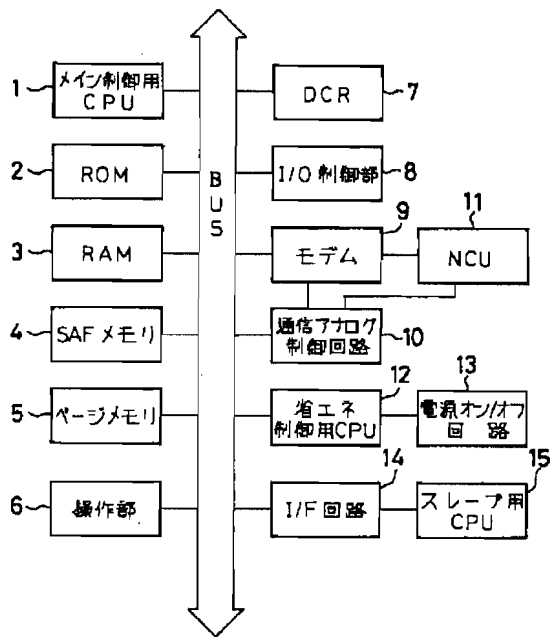 1
メイン制御用
CPU
2
ROM
3
RAM
4
SAFメモリ
5
ページメモリ
6
操作部
BUS
DCR
7
I/O制御部
8
モデム
9
NCU
11
通信アナログ
制御回路
10
省エネ
制御用CPU
12
電源オン/オフ
回路
13
I/F回路
14
スレーブ用
CPU
15